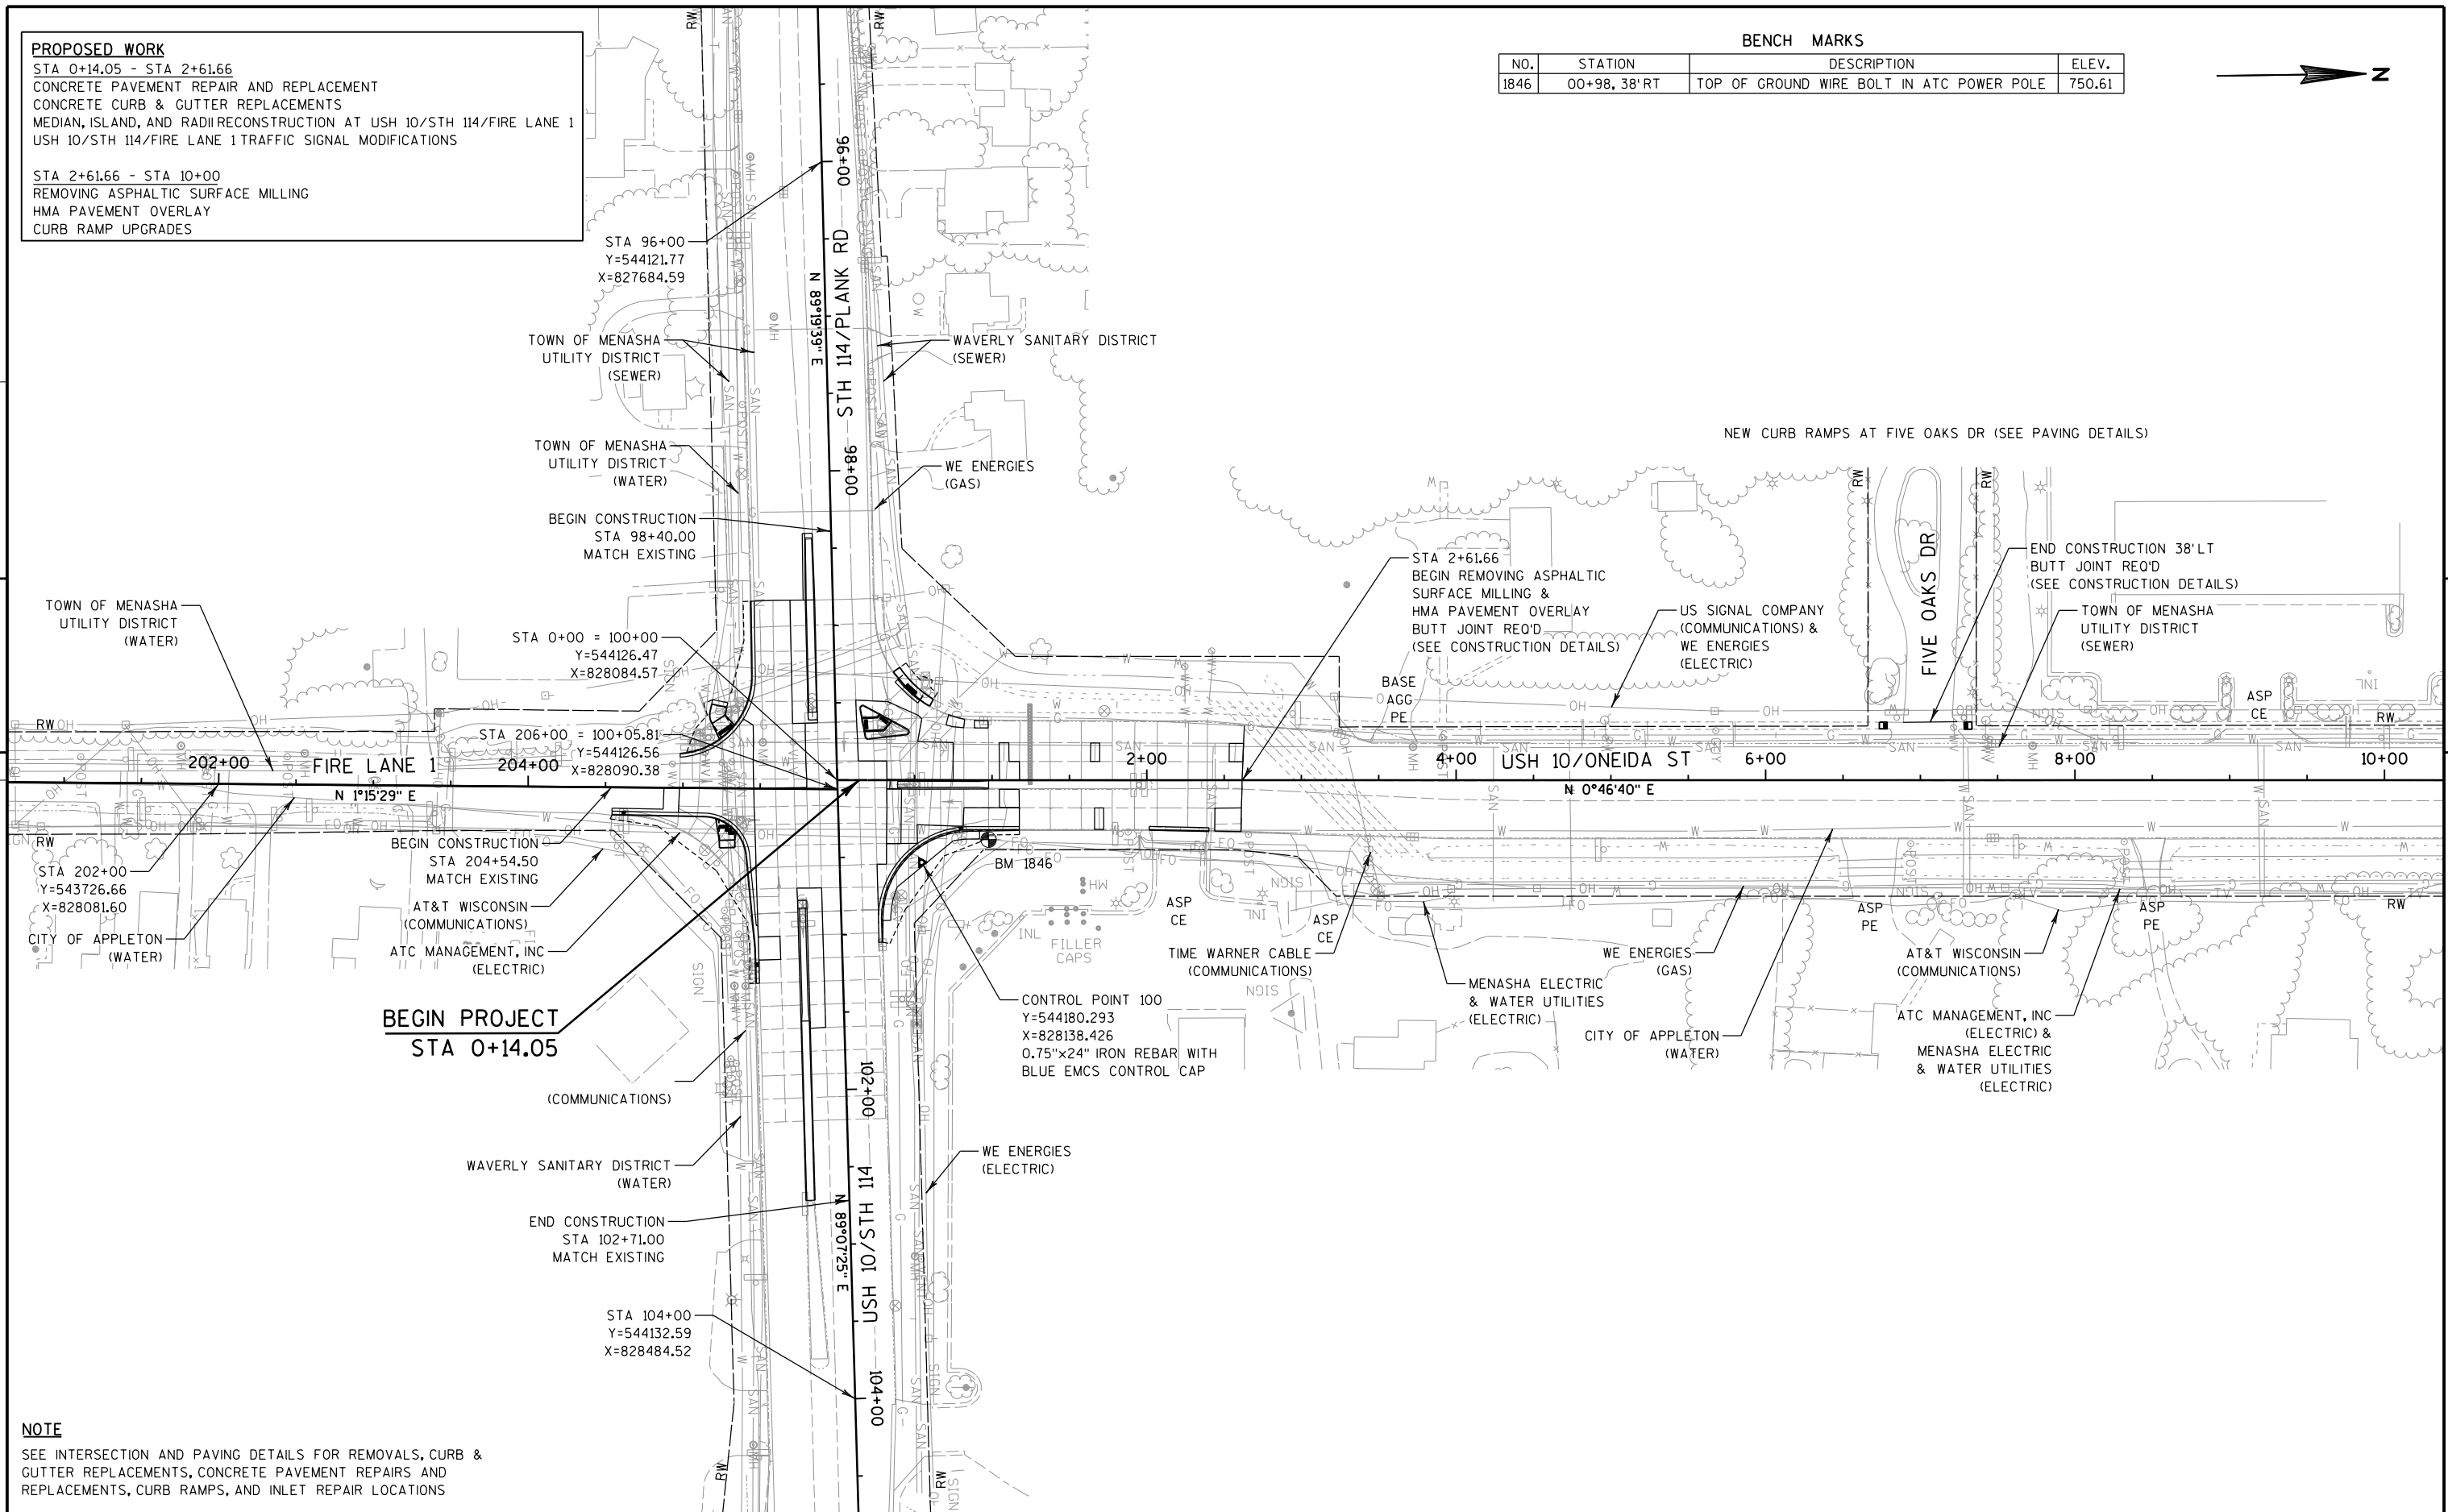 PROPOSED WORK
STA 0+14.05 - STA 2+61.66
CONCRETE PAVEMENT REPAIR AND REPLACEMENT
CONCRETE CURB & GUTTER REPLACEMENTS
MEDIAN, ISLAND, AND RADII RECONSTRUCTION AT USH 10/STH 114/FIRE LANE 1
USH 10/STH 114/FIRE LANE 1 TRAFFIC SIGNAL MODIFICATIONS
STA 2+61.66 - STA 10+00
REMOVING ASPHALTIC SURFACE MILLING
HMA PAVEMENT OVERLAY
CURB RAMP UPGRADES
BENCH MARKS
NO. STATION DESCRIPTION ELEV.
1846 00+98, 38' RT TOP OF GROUND WIRE BOLT IN ATC POWER POLE 750.61
N
RW
RW
96+00
STA 96+00
Y=544121.77
X=827684.59
STH 114/PLANK RD
N 89°19'39" E
TOWN OF MENASHA
UTILITY DISTRICT
(SEWER)
WAVERLY SANITARY DISTRICT
(SEWER)
TOWN OF MENASHA
UTILITY DISTRICT
(WATER)
98+00
WE ENERGIES
(GAS)
BEGIN CONSTRUCTION
STA 98+40.00
MATCH EXISTING
NEW CURB RAMPS AT FIVE OAKS DR (SEE PAVING DETAILS)
RW
RW
FIVE OAKS DR
STA 2+61.66
BEGIN REMOVING ASPHALTIC
SURFACE MILLING &
HMA PAVEMENT OVERLAY
BUTT JOINT REQ'D
(SEE CONSTRUCTION DETAILS)
US SIGNAL COMPANY
(COMMUNICATIONS) &
WE ENERGIES
(ELECTRIC)
END CONSTRUCTION 38' LT
BUTT JOINT REQ'D
(SEE CONSTRUCTION DETAILS)
TOWN OF MENASHA
UTILITY DISTRICT
(SEWER)
TOWN OF MENASHA
UTILITY DISTRICT
(WATER)
STA 0+00 = 100+00
Y=544126.47
X=828084.57
STA 206+00 = 100+05.81
Y=544126.56
X=828090.38
BASE
AGG
PE
ASP
CE
RW
RW
202+00
FIRE LANE 1
204+00
N 1°15'29" E
2+00
4+00
USH 10/ONEIDA ST
6+00
8+00
10+00
N 0°46'40" E
RW
STA 202+00
Y=543726.66
X=828081.60
CITY OF APPLETON
(WATER)
BEGIN CONSTRUCTION
STA 204+54.50
MATCH EXISTING
AT&T WISCONSIN
(COMMUNICATIONS)
ATC MANAGEMENT, INC
(ELECTRIC)
BM 1846
INL
FILLER
CAPS
ASP
CE
ASP
CE
TIME WARNER CABLE
(COMMUNICATIONS)
MENASHA ELECTRIC
& WATER UTILITIES
(ELECTRIC)
WE ENERGIES
(GAS)
CITY OF APPLETON
(WATER)
ASP
PE
AT&T WISCONSIN
(COMMUNICATIONS)
ASP
PE
RW
ATC MANAGEMENT, INC
(ELECTRIC) &
MENASHA ELECTRIC
& WATER UTILITIES
(ELECTRIC)
BEGIN PROJECT
STA 0+14.05
CONTROL POINT 100
Y=544180.293
X=828138.426
0.75"x24" IRON REBAR WITH
BLUE EMCS CONTROL CAP
(COMMUNICATIONS)
102+00
WAVERLY SANITARY DISTRICT
(WATER)
WE ENERGIES
(ELECTRIC)
USH 10/STH 114
N 89°07'25" E
END CONSTRUCTION
STA 102+71.00
MATCH EXISTING
STA 104+00
Y=544132.59
X=828484.52
104+00
RW
RW
NOTE
SEE INTERSECTION AND PAVING DETAILS FOR REMOVALS, CURB &
GUTTER REPLACEMENTS, CONCRETE PAVEMENT REPAIRS AND
REPLACEMENTS, CURB RAMPS, AND INLET REPAIR LOCATIONS